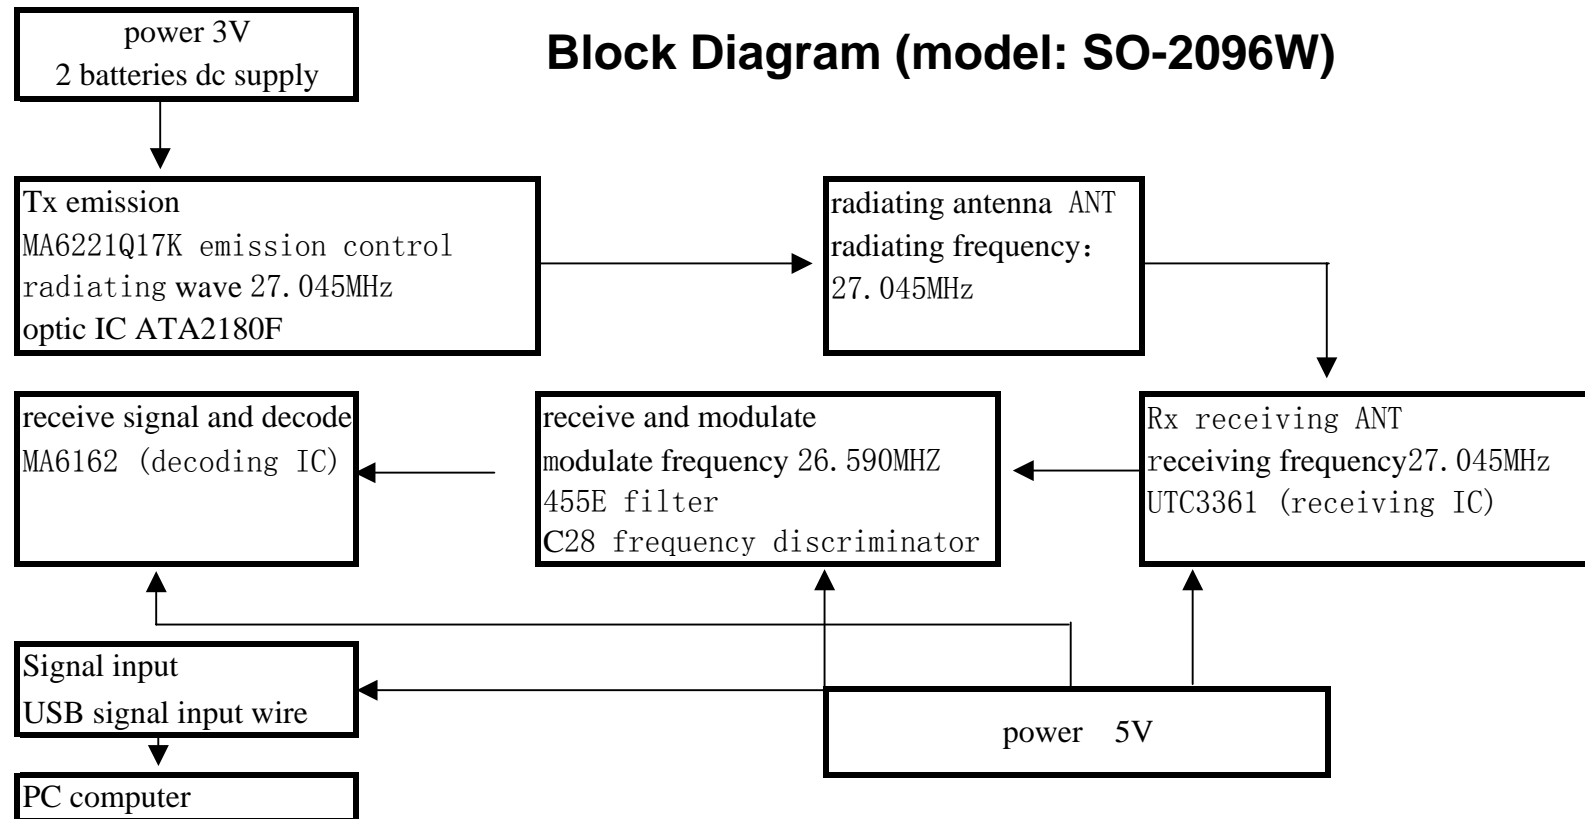 power 3V
2 batteries dc supply
Block Diagram (model: SO-2096W)
Tx emission
MA6221Q17K emission control
radiating wave 27.045MHz
optic IC ATA2180F
radiating antenna ANT
radiating frequency：
27.045MHz
receive signal and decode
MA6162 (decoding IC)
receive and modulate
modulate frequency 26.590MHZ
455E filter
C28 frequency discriminator
Rx receiving ANT
receiving frequency27.045MHz
UTC3361 (receiving IC)
Signal input
USB signal input wire
power 5V
PC computer